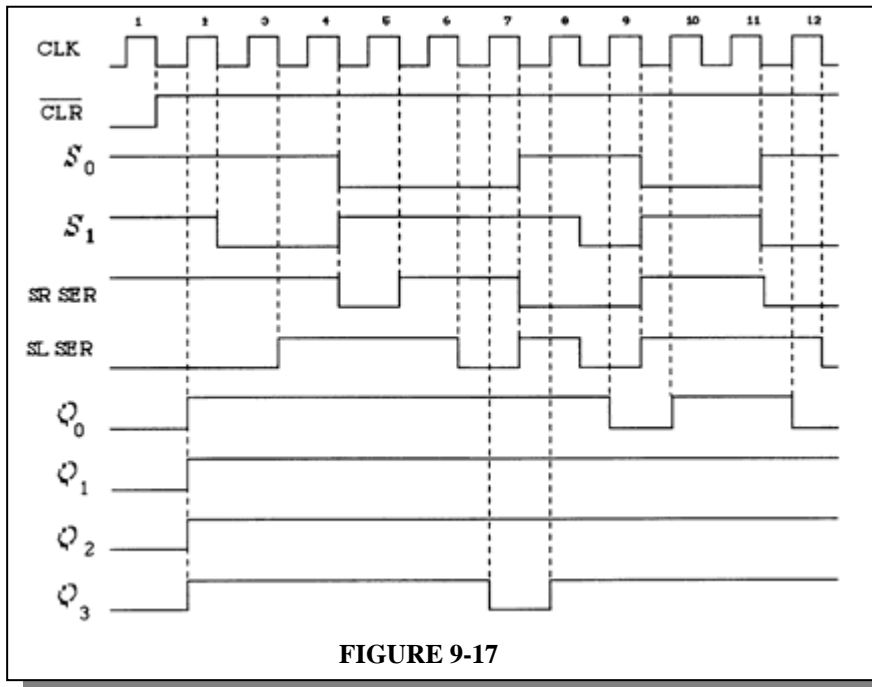 1 2 3 4 5 6 7 8 9 10 11 12
CLK
C̅L̅R̅
S₀
S₁
SR SER
SL SER
Q₀
Q₁
Q₂
Q₃
FIGURE 9-17